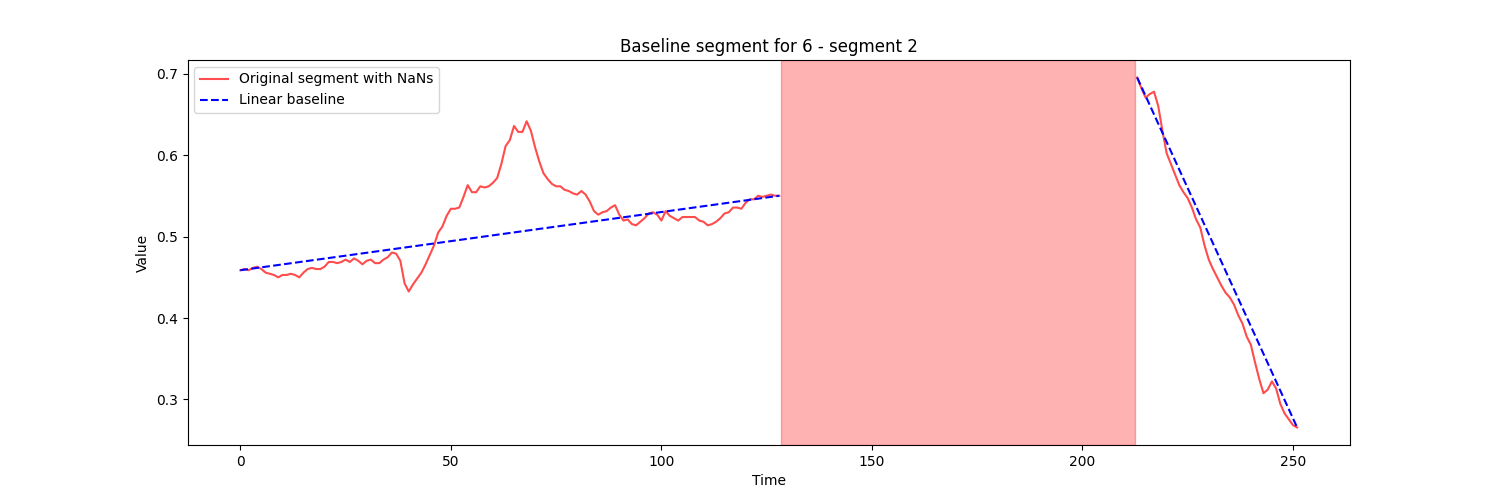 Baseline segment for 6 - segment 2
Original segment with NaNs
Linear baseline
Value
0.7
0.6
0.5
0.4
0.3
0 50 100 150 200 250
Time